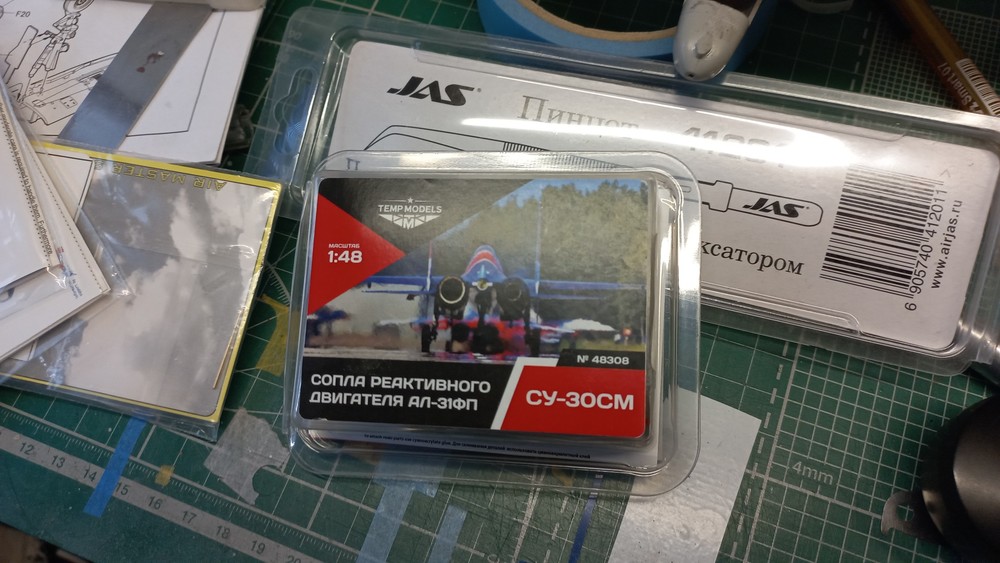 F20
AIR MASTER
JAS®
Пинцет
JAS
ксатором
6 905740 412011 >
www.airjas.ru
TEMP MODELS
МАСШТАБ
1:48
№ 48308
СОПЛА РЕАКТИВНОГО
ДВИГАТЕЛЯ АЛ-31ФП
СУ-30СМ
4mm
12 13 14 15 16 17 18 19 20